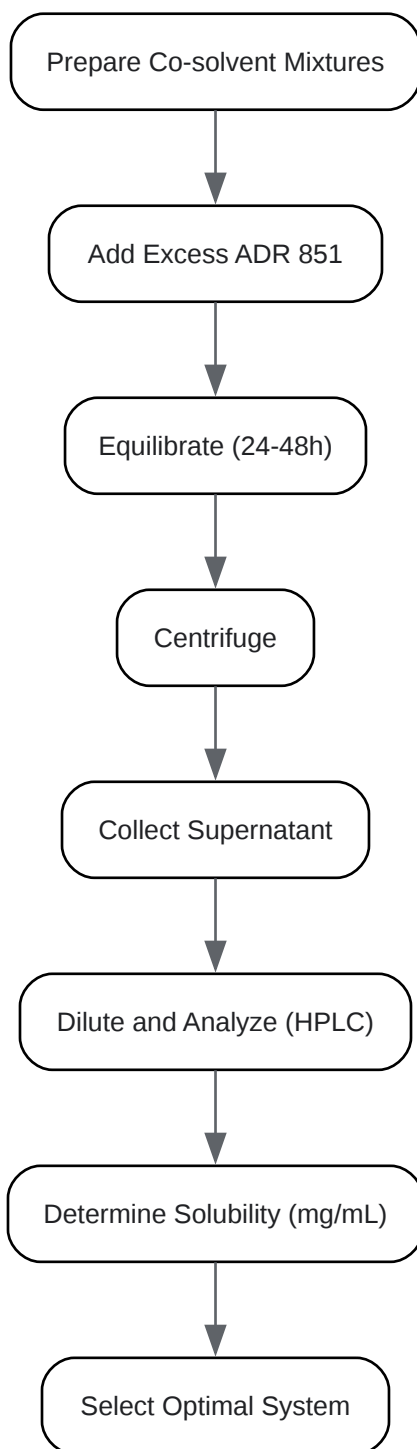 Prepare Co-solvent Mixtures
Add Excess ADR 851
Equilibrate (24-48h)
Centrifuge
Collect Supernatant
Dilute and Analyze (HPLC)
Determine Solubility (mg/mL)
Select Optimal System